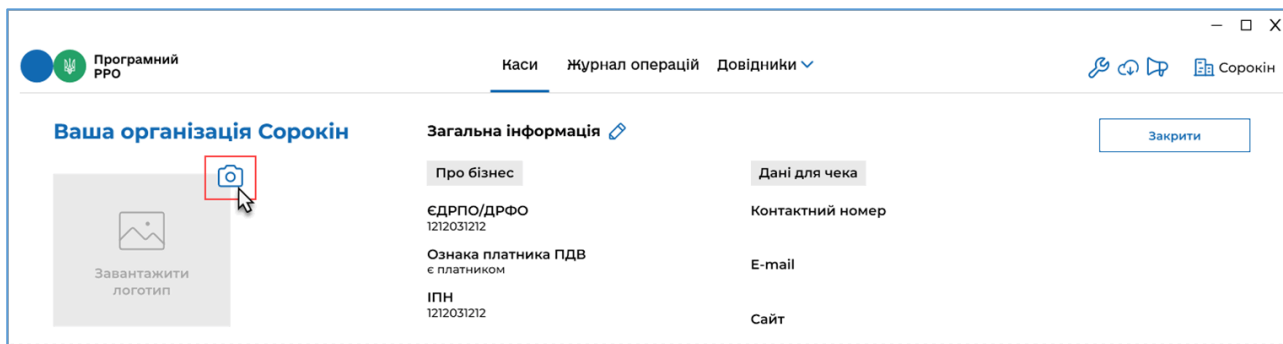 Програмний
РРО
Каси
Журнал операцій
Довідники
Сорокін
Ваша організація Сорокін
Завантажити
логотип
Загальна інформація
Закрити
Про бізнес
ЄДРПО/ДРФО
1212031212
Ознака платника ПДВ
є платником
ІПН
1212031212
Дані для чека
Контактний номер
E-mail
Сайт